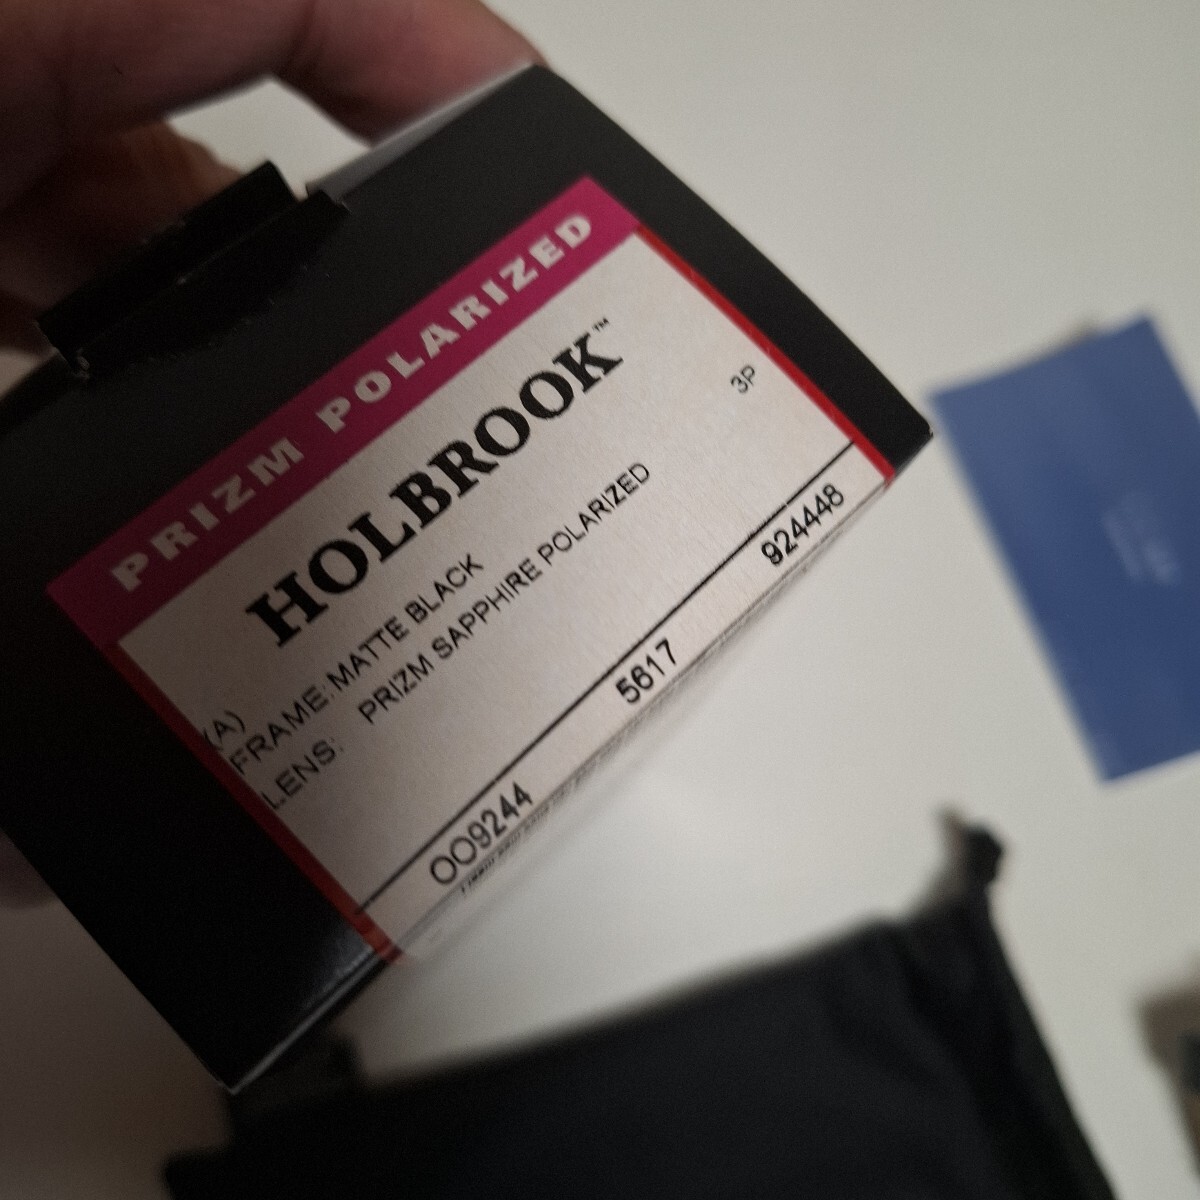 PRIZM POLARIZED
HOLBROOK™
3P
(A)
FRAME: MATTE BLACK
LENS: PRIZM SAPPHIRE POLARIZED
OO9244 5617 924448